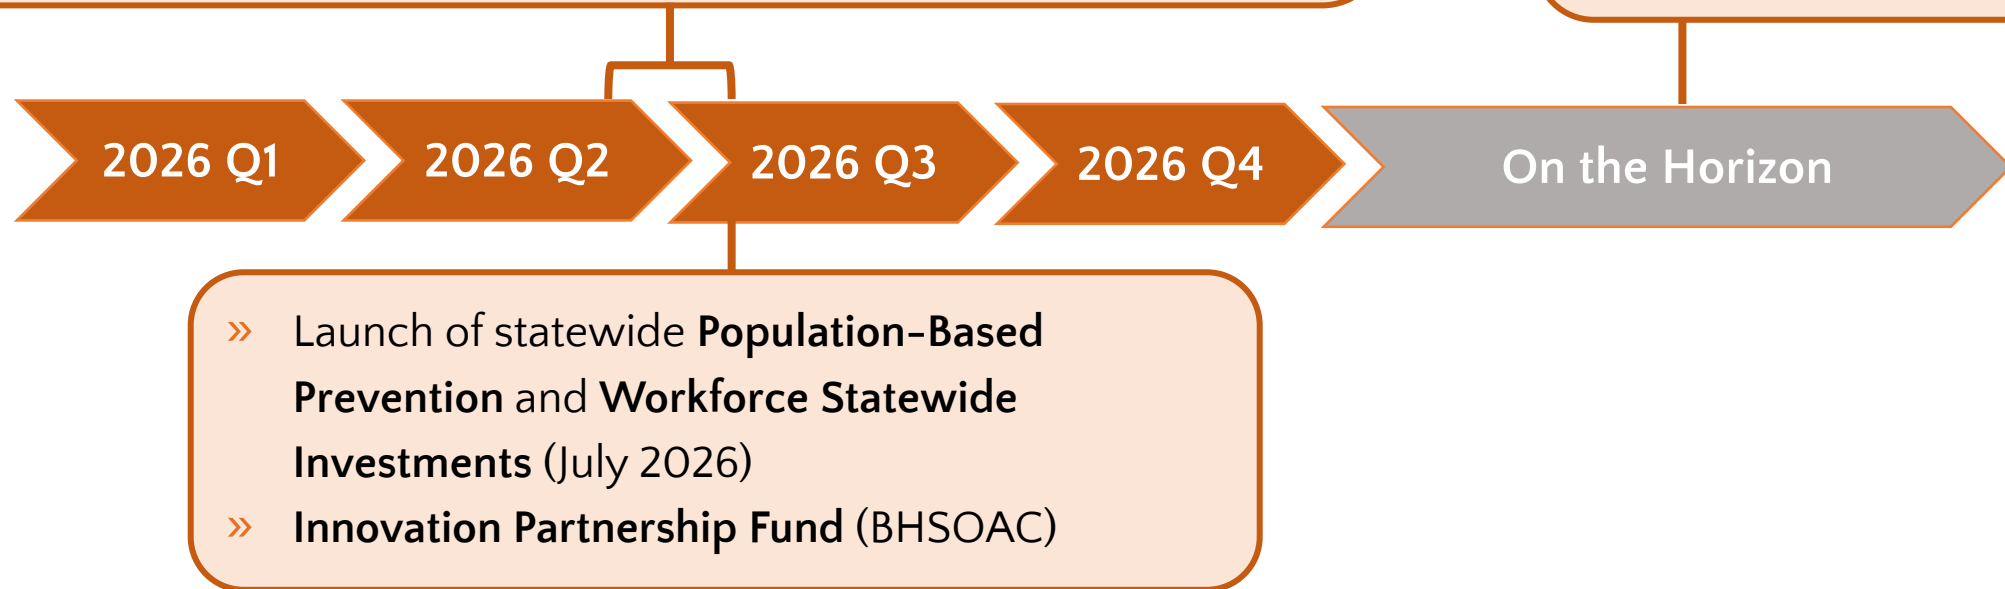 2026 Q1
2026 Q2
2026 Q3
2026 Q4
On the Horizon
» Launch of statewide Population-Based
Prevention and Workforce Statewide
Investments (July 2026)
» Innovation Partnership Fund (BHSOAC)